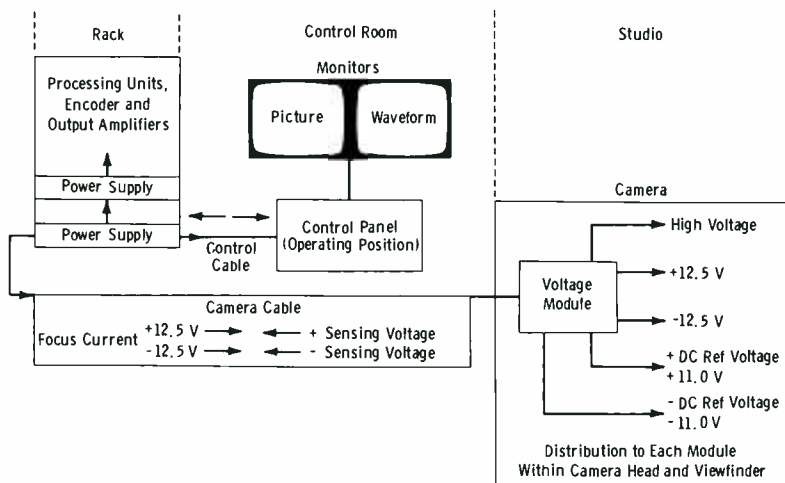 Rack
Control Room
Studio
Monitors
Processing Units,
Encoder and
Output Amplifiers
Picture
Waveform
Power Supply
Power Supply
Control Panel
(Operating Position)
Control
Cable
Camera
High Voltage
+12.5 V
-12.5 V
Voltage
Module
+ DC Ref Voltage
+11.0 V
- DC Ref Voltage
-11.0 V
Camera Cable
Focus Current
+12.5 V
+ Sensing Voltage
-12.5 V
- Sensing Voltage
Distribution to Each Module
Within Camera Head and Viewfinder